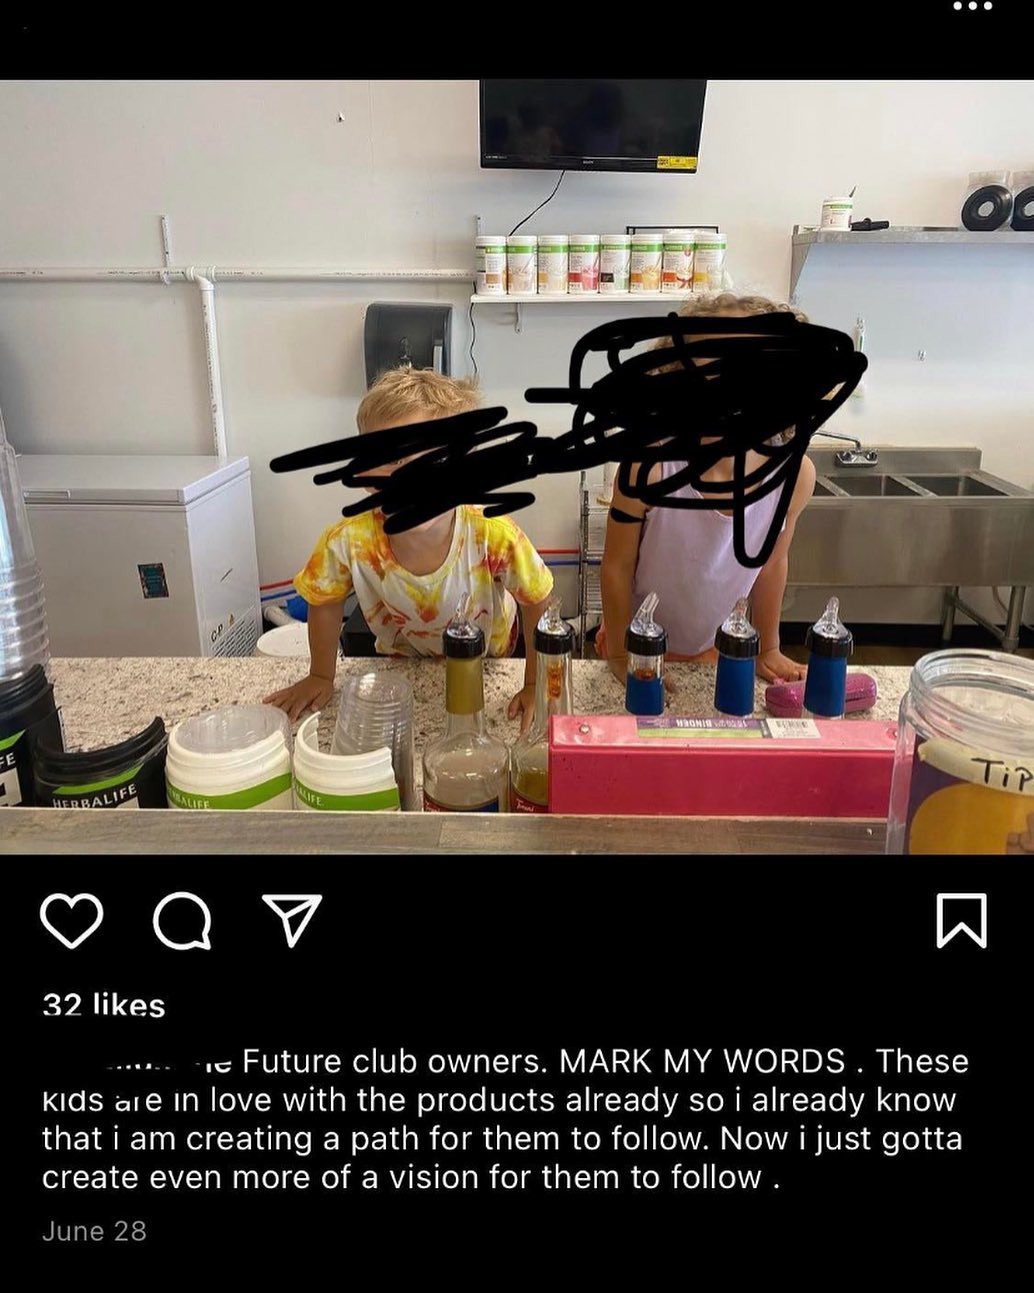 HERBALIFE
ALIFE
LIFE
FE
BINDER
Torani
TiP
32 likes
Future club owners. MARK MY WORDS . These
kids are in love with the products already so i already know
that i am creating a path for them to follow. Now i just gotta
create even more of a vision for them to follow .
June 28